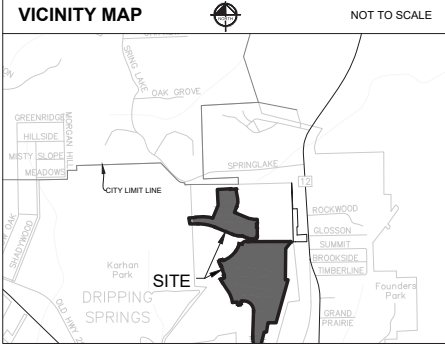 VICINITY MAP
NORTH
NOT TO SCALE
SRING LAKE
OAK GROVE
GREENRIDGE
HILLSIDE
MISTY
SLOPE
MEADOWS
MORGAN HILL
CITY LIMIT LINE
SPRINGLAKE
12
ROCKWOOD
GLOSSON
SUMMIT
BROOKSIDE
TIMBERLINE
OAK
SHADYWOOD
Karhan
Park
SITE
DRIPPING
SPRINGS
OLD HWY
Founders
Park
GRAND
PRAIRIE